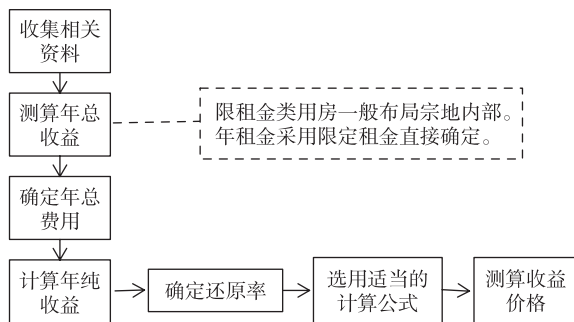 收集相关
资料
测算年总
收益
限租金类用房一般布局宗地内部。
年租金采用限定租金直接确定。
确定年总
费用
计算年纯
收益
确定还原率
选用适当的
计算公式
测算收益
价格